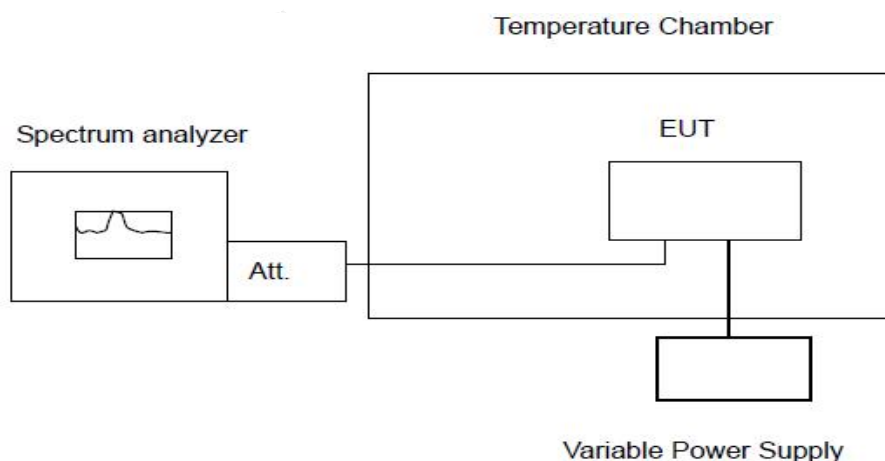 Temperature Chamber
EUT
Spectrum analyzer
Att.
Variable Power Supply